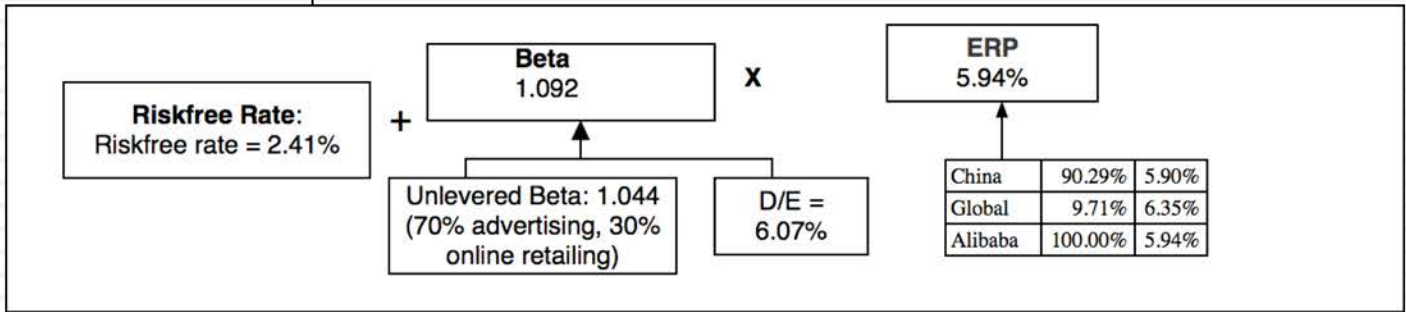 Riskfree Rate:
Riskfree rate = 2.41%
+
Beta
1.092
X
ERP
5.94%
Unlevered Beta: 1.044
(70% advertising, 30%
online retailing)
D/E =
6.07%
China 90.29% 5.90%
Global 9.71% 6.35%
Alibaba 100.00% 5.94%